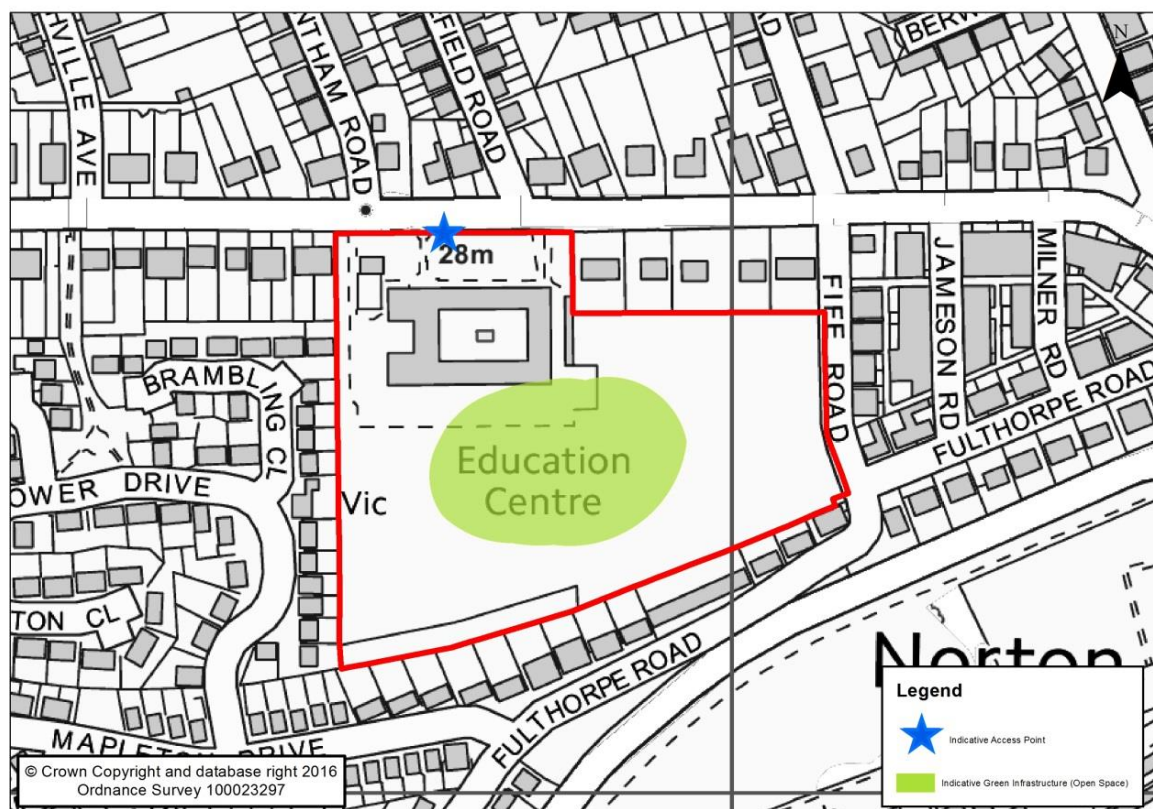 HVILLE AVE
NTHAM ROAD
FIELD ROAD
AD
BERW
N
28m
BRAMBLING CL
OWER DRIVE
Vic
Education
Centre
FIFE ROAD
JAMESON RD
MILNER RD
FULTHORPE ROAD
TON CL
Norton
FULTHORPE ROAD
MAPLETON DRIVE
Legend
Indicative Access Point
Indicative Green Infrastructure (Open Space)
© Crown Copyright and database right 2016
Ordnance Survey 100023297